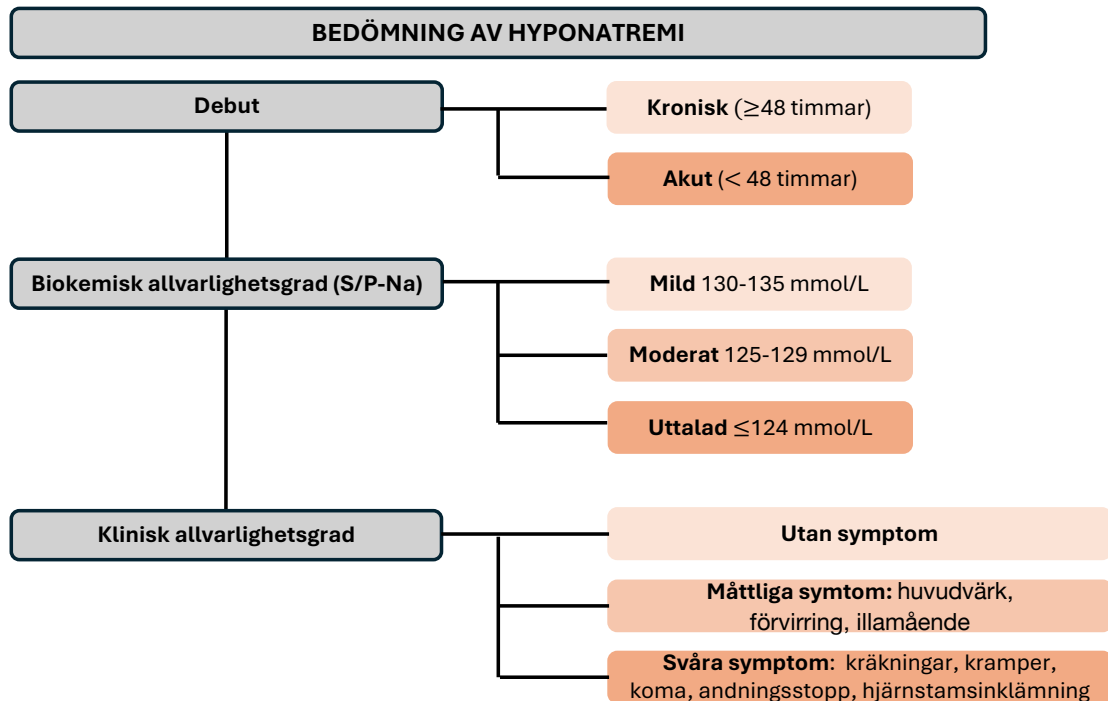 BEDÖMNING AV HYPONATREMI
Debut
Kronisk (≥48 timmar)
Akut (< 48 timmar)
Biokemisk allvarlighetsgrad (S/P-Na)
Mild 130-135 mmol/L
Moderat 125-129 mmol/L
Uttalad ≤124 mmol/L
Klinisk allvarlighetsgrad
Utan symptom
Måttliga symtom: huvudvärk,
förvirring, illamående
Svåra symptom: kräkningar, kramper,
koma, andningsstopp, hjärnstamsinklämning